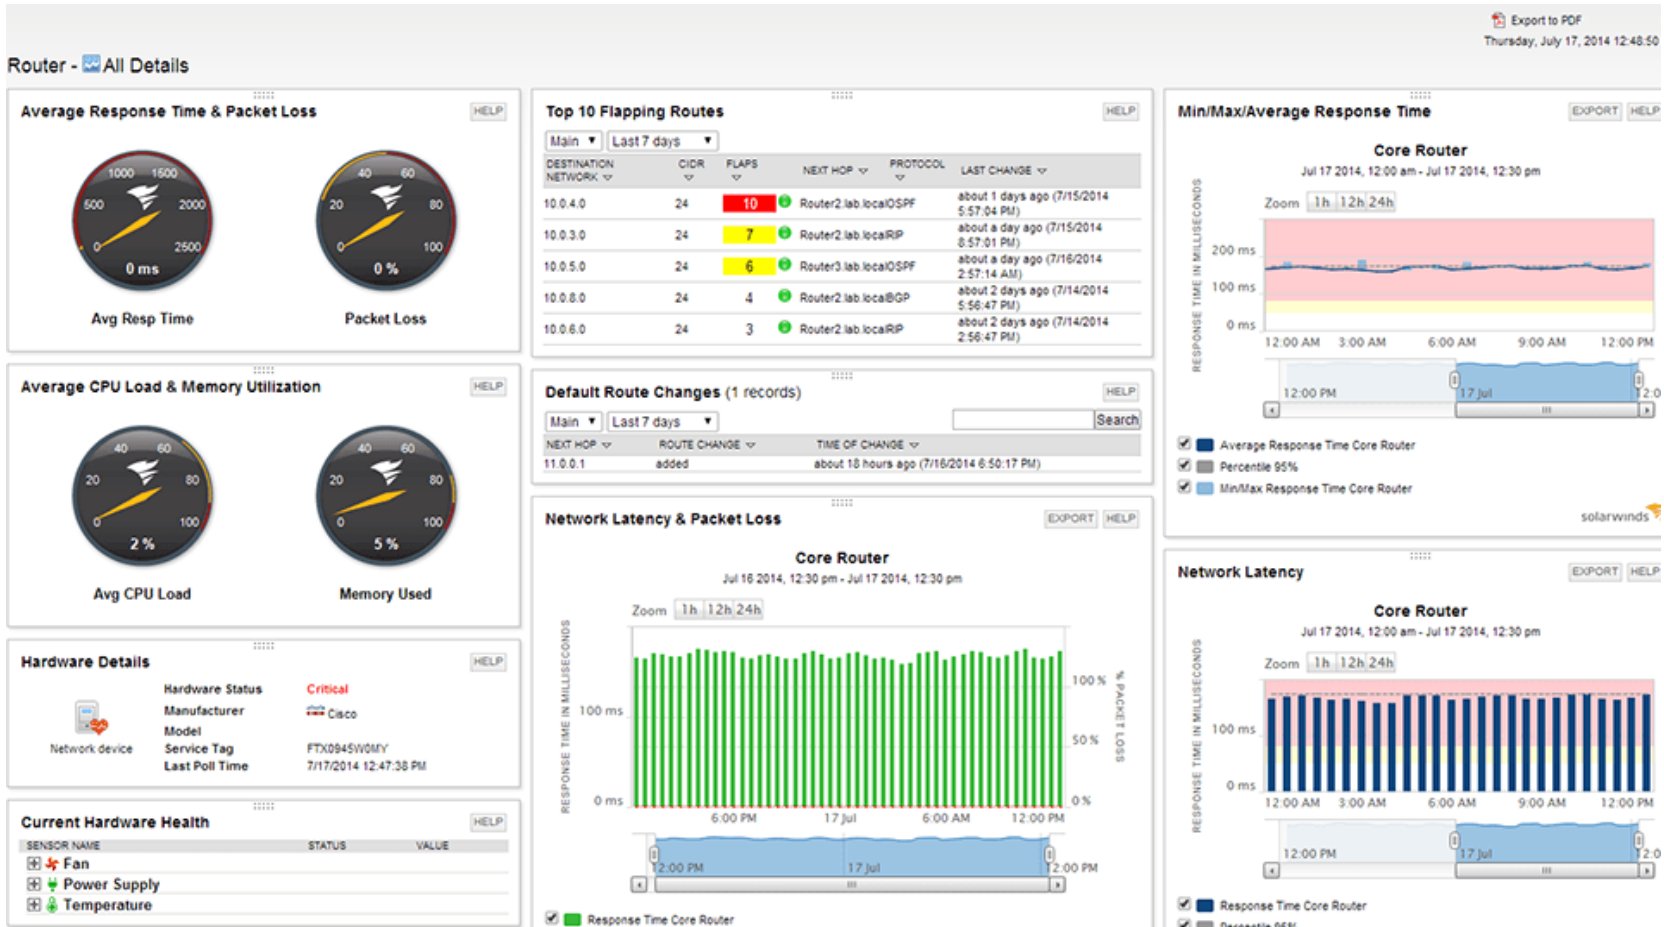 Export to PDF
Thursday, July 17, 2014 12:48:50
Router - All Details
Average Response Time & Packet Loss
HELP
0
500
1000
1500
2000
2500
0 ms
Avg Resp Time
0
20
40
60
80
100
0 %
Packet Loss
Average CPU Load & Memory Utilization
HELP
0
20
40
60
80
100
2 %
Avg CPU Load
0
20
40
60
80
100
5 %
Memory Used
Hardware Details
HELP
Network device
Hardware Status Critical
Manufacturer Cisco
Model
Service Tag FTX0945W0MY
Last Poll Time 7/17/2014 12:47:38 PM
Current Hardware Health
HELP
SENSOR NAME STATUS VALUE
Fan
Power Supply
Temperature
Top 10 Flapping Routes
HELP
Main Last 7 days
DESTINATION CIDR FLAPS NEXT HOP PROTOCOL LAST CHANGE
NETWORK
10.0.4.0 24 10 Router2.lab.localOSPF about 1 days ago (7/15/2014
5:57:04 PM)
10.0.3.0 24 7 Router2.lab.localRIP about a day ago (7/15/2014
8:57:01 PM)
10.0.5.0 24 6 Router3.lab.localOSPF about a day ago (7/16/2014
2:57:14 AM)
10.0.8.0 24 4 Router2.lab.localBGP about 2 days ago (7/14/2014
5:56:47 PM)
10.0.6.0 24 3 Router2.lab.localRIP about 2 days ago (7/14/2014
2:56:47 PM)
Default Route Changes (1 records)
HELP
Main Last 7 days Search
NEXT HOP ROUTE CHANGE TIME OF CHANGE
11.0.0.1 added about 18 hours ago (7/16/2014 6:50:17 PM)
Network Latency & Packet Loss
EXPORT HELP
Core Router
Jul 16 2014, 12:30 pm - Jul 17 2014, 12:30 pm
Zoom 1h 12h 24h
RESPONSE TIME IN MILLISECONDS
100 ms
0 ms
100 %
50 %
0 %
% PACKET LOSS
6:00 PM 17 Jul 6:00 AM 12:00 PM
12:00 PM 17 Jul 12:00 PM
Response Time Core Router
Min/Max/Average Response Time
EXPORT HELP
Core Router
Jul 17 2014, 12:00 am - Jul 17 2014, 12:30 pm
Zoom 1h 12h 24h
RESPONSE TIME IN MILLISECONDS
200 ms
100 ms
0 ms
12:00 AM 3:00 AM 6:00 AM 9:00 AM 12:00 PM
12:00 PM 17 Jul 12:0
Average Response Time Core Router
Percentile 95%
Min/Max Response Time Core Router
solarwinds
Network Latency
EXPORT HELP
Core Router
Jul 17 2014, 12:00 am - Jul 17 2014, 12:30 pm
Zoom 1h 12h 24h
RESPONSE TIME IN MILLISECONDS
100 ms
0 ms
12:00 AM 3:00 AM 6:00 AM 9:00 AM 12:00 PM
12:00 PM 17 Jul 12:0
Response Time Core Router
Percentile 95%